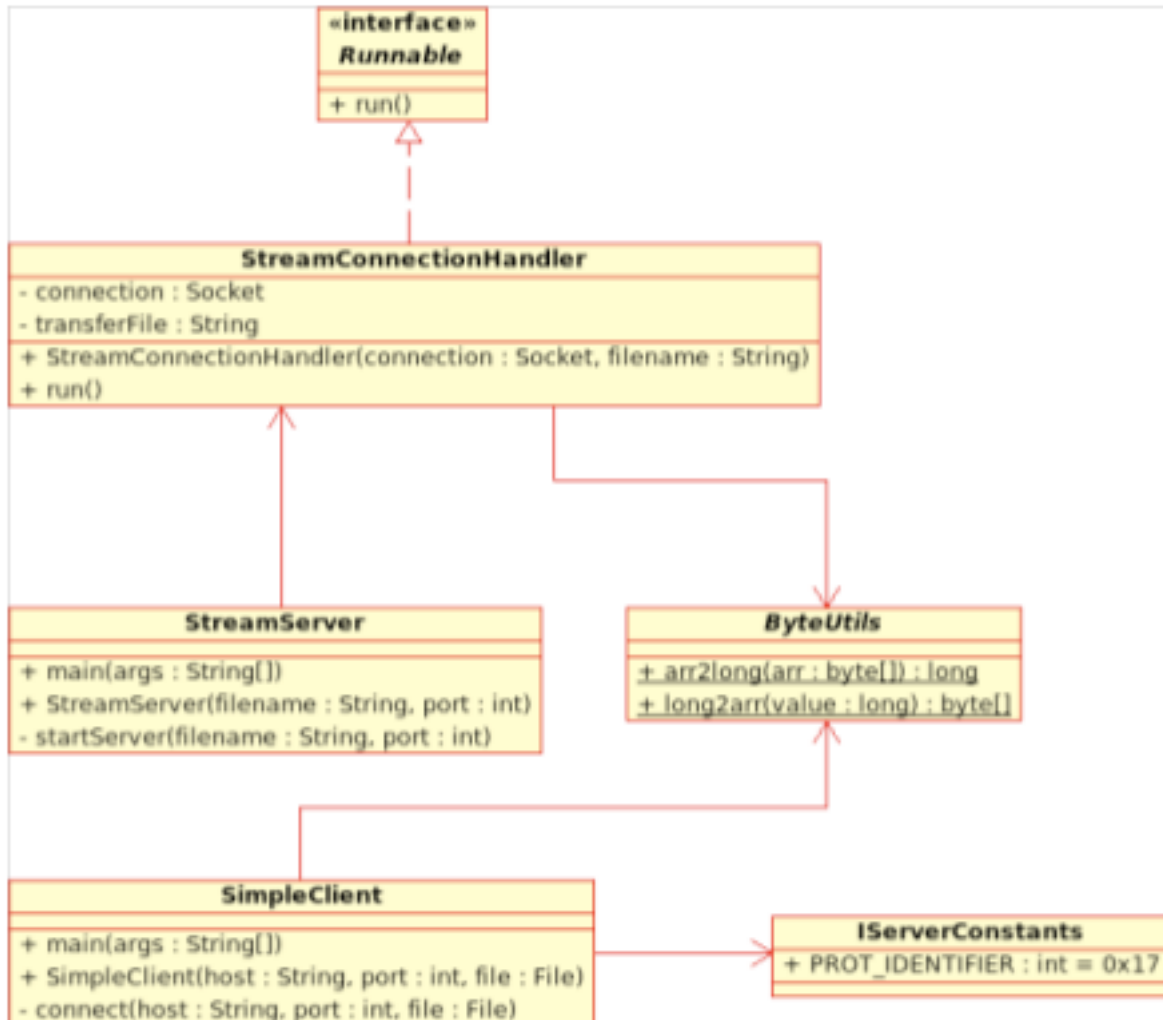 «interface»
Runnable
+ run()
StreamConnectionHandler
- connection : Socket
- transferFile : String
+ StreamConnectionHandler(connection : Socket, filename : String)
+ run()
StreamServer
+ main(args : String[])
+ StreamServer(filename : String, port : int)
- startServer(filename : String, port : int)
ByteUtils
+ arr2long(arr : byte[]) : long
+ long2arr(value : long) : byte[]
SimpleClient
+ main(args : String[])
+ SimpleClient(host : String, port : int, file : File)
- connect(host : String, port : int, file : File)
IServerConstants
+ PROT_IDENTIFIER : int = 0x17